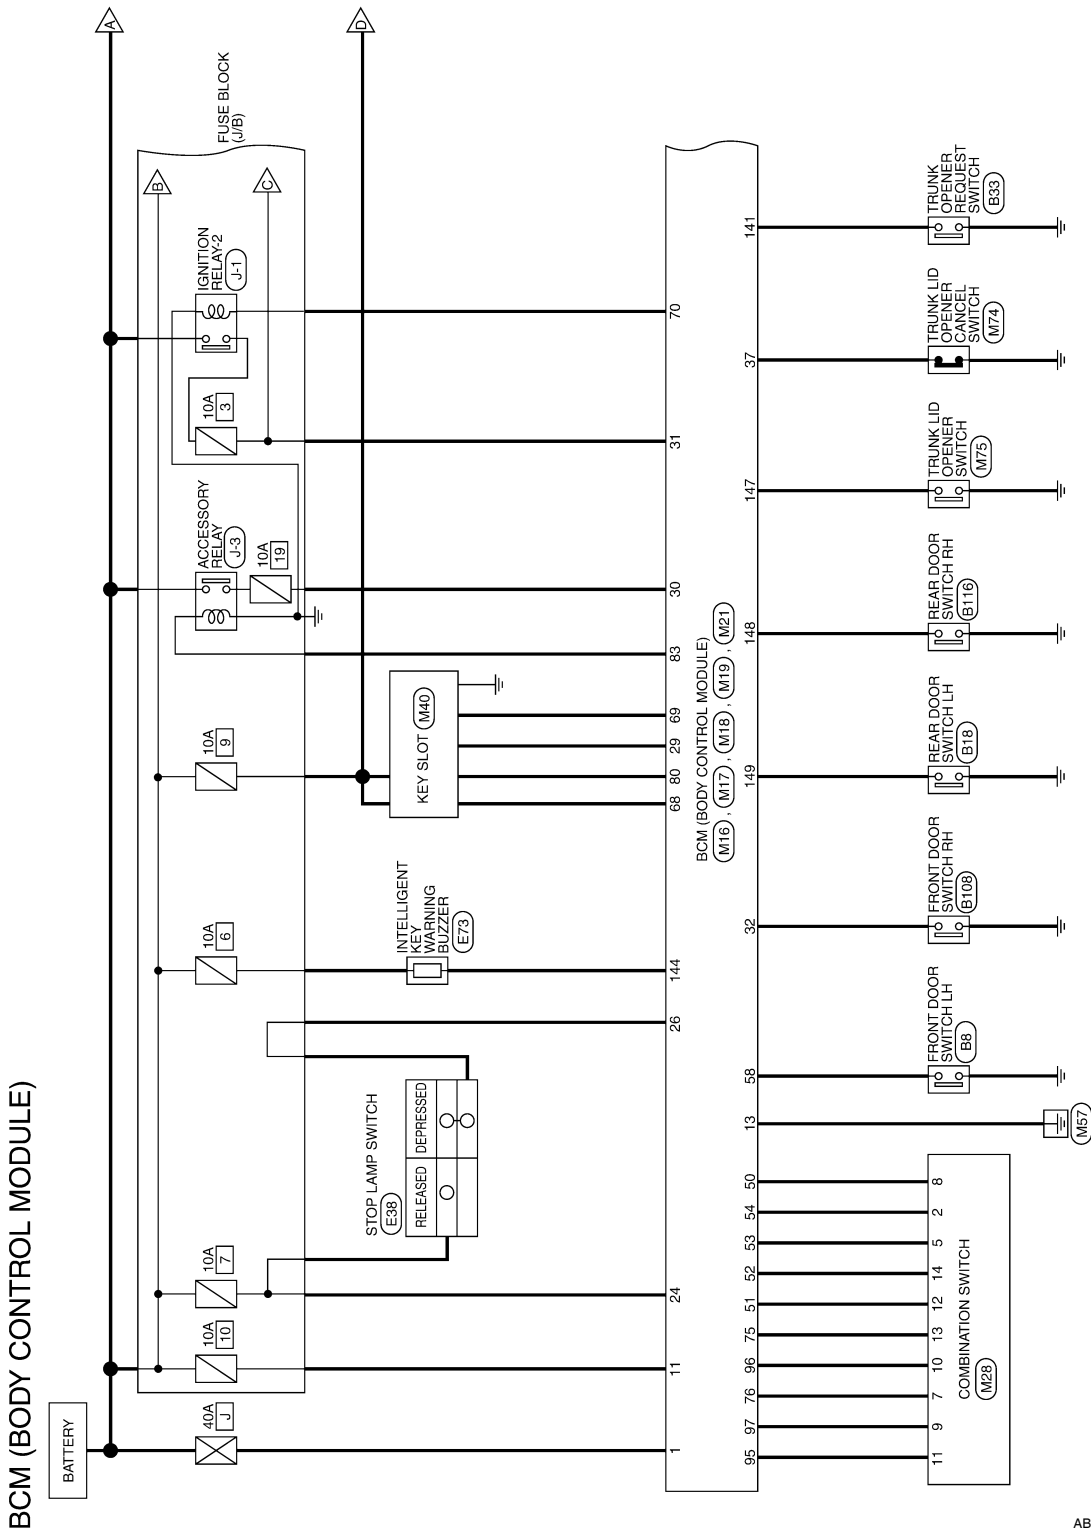 BCM (BODY CONTROL MODULE)
BATTERY
A
D
FUSE BLOCK
(J/B)
B
C
40A
J
10A
10
10A
7
10A
6
10A
9
ACCESSORY
RELAY
J-3
10A
19
10A
3
IGNITION
RELAY-2
J-1
STOP LAMP SWITCH
E38
RELEASED
DEPRESSED
INTELLIGENT
KEY
WARNING
BUZZER
E73
KEY SLOT
M40
1
11
24
26
144
68
80
29
69
83
30
31
70
BCM (BODY CONTROL MODULE)
M16 , M17 , M18 , M19 , M21
95
97
76
96
75
51
52
53
54
50
13
58
32
149
148
147
37
141
11
9
7
10
13
12
14
5
2
8
COMBINATION SWITCH
M28
M57
FRONT DOOR
SWITCH LH
B8
FRONT DOOR
SWITCH RH
B108
REAR DOOR
SWITCH LH
B18
REAR DOOR
SWITCH RH
B116
TRUNK LID
OPENER
SWITCH
M75
TRUNK LID
OPENER
CANCEL
SWITCH
M74
TRUNK
OPENER
REQUEST
SWITCH
B33
AB